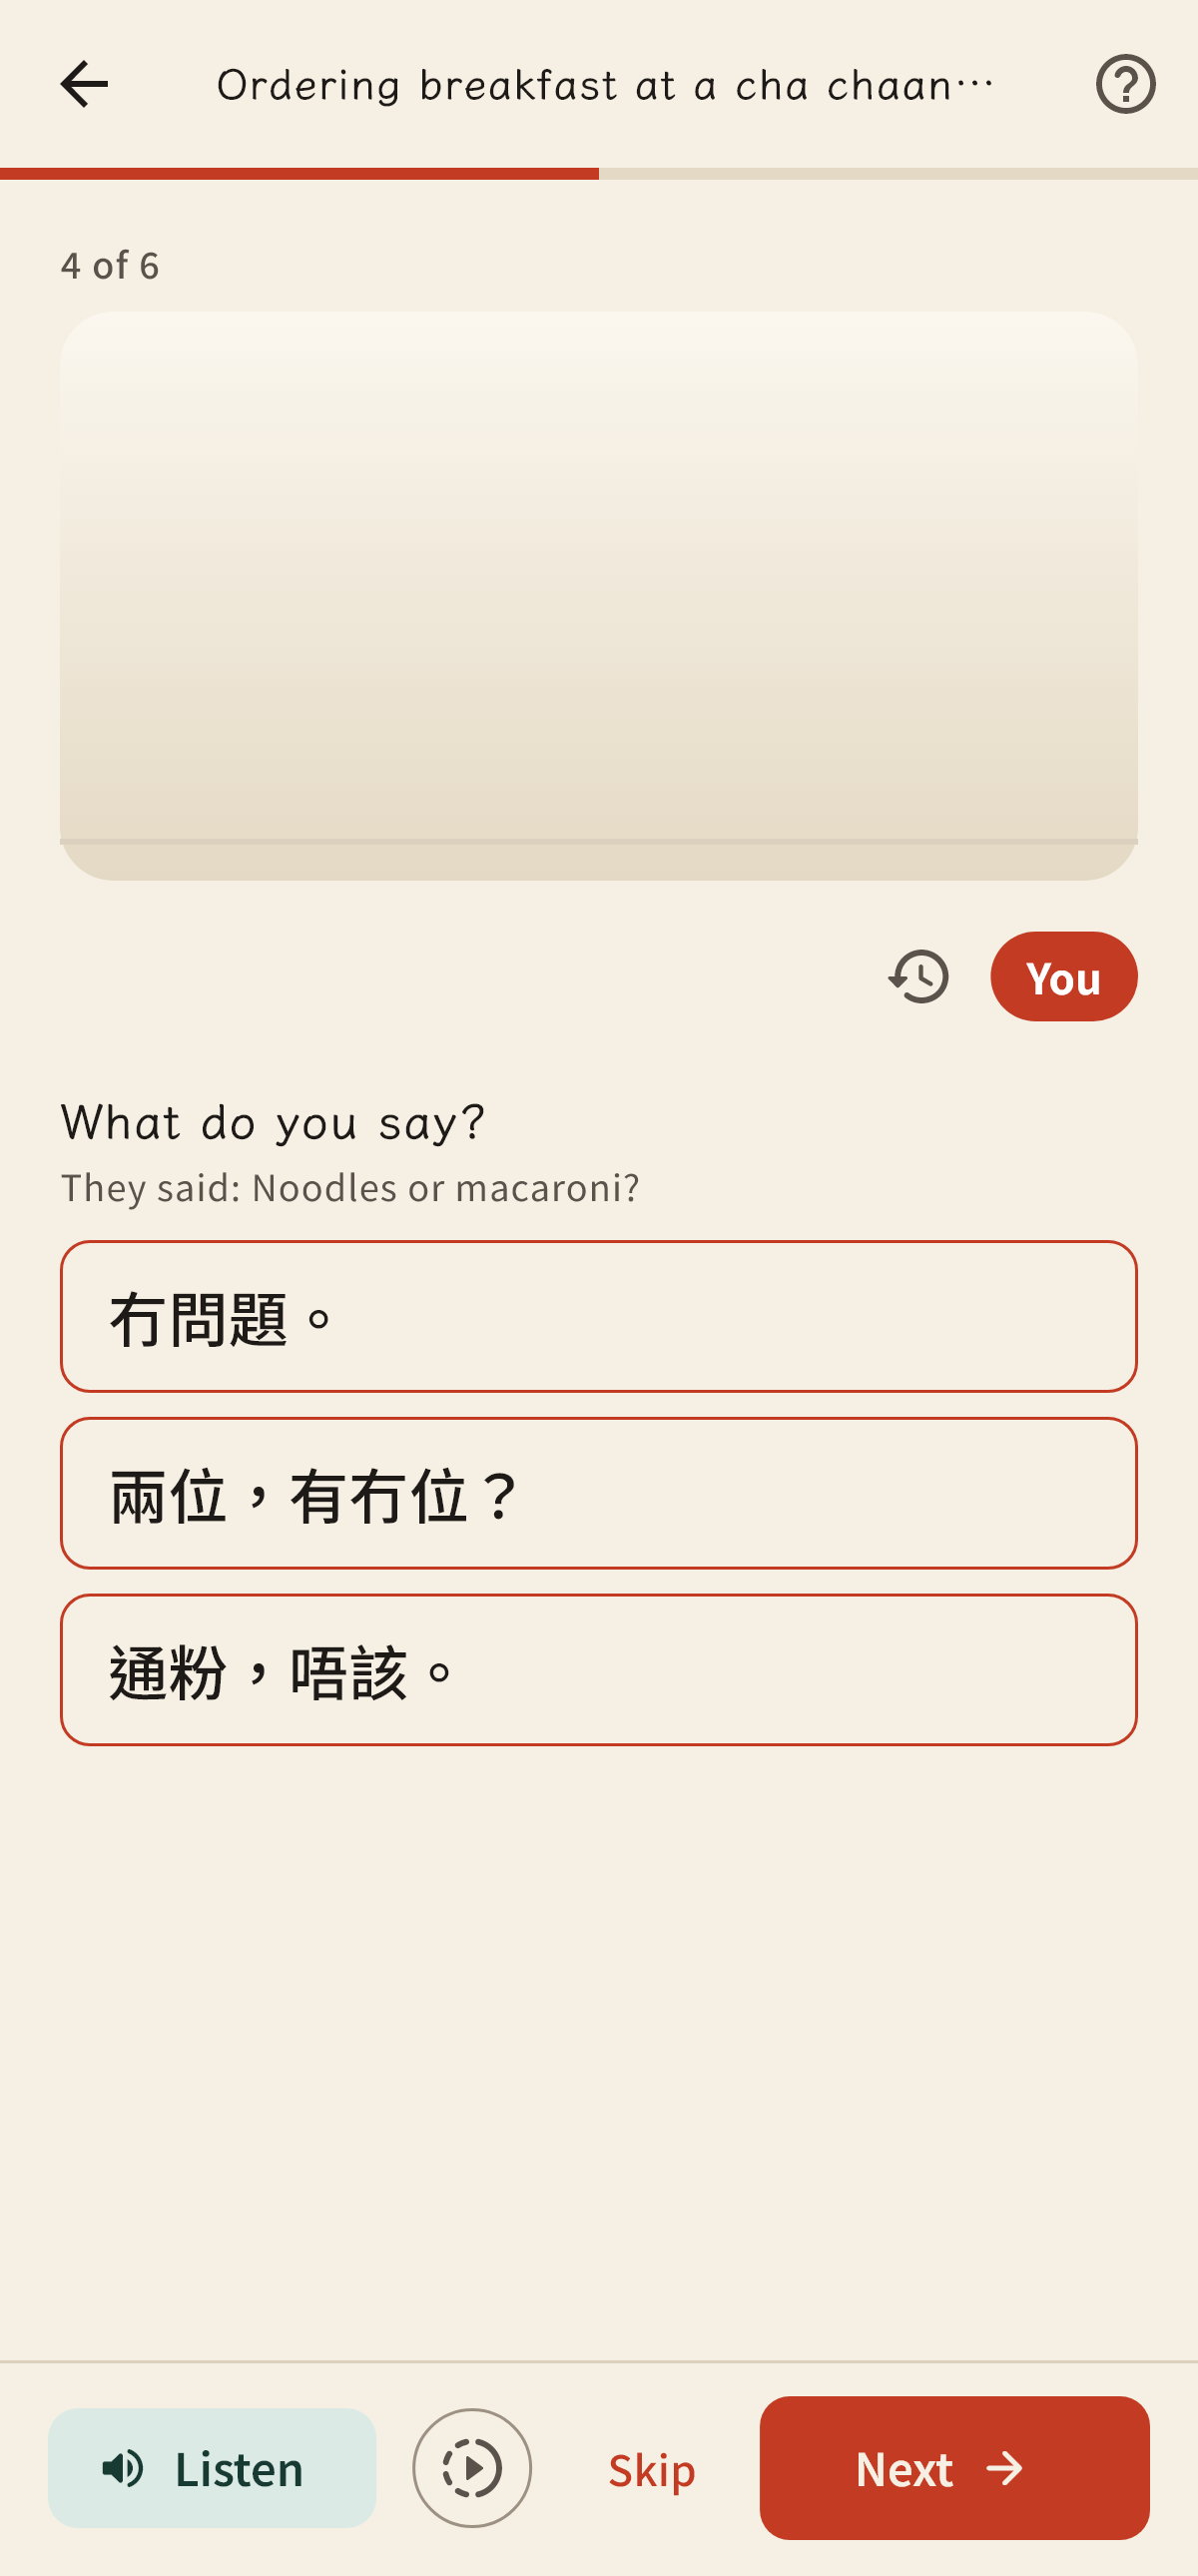 Ordering breakfast at a cha chaan…
4 of 6
You
What do you say?
They said: Noodles or macaroni?
冇問題。
兩位，有冇位？
通粉，唔該。
Listen
Skip
Next